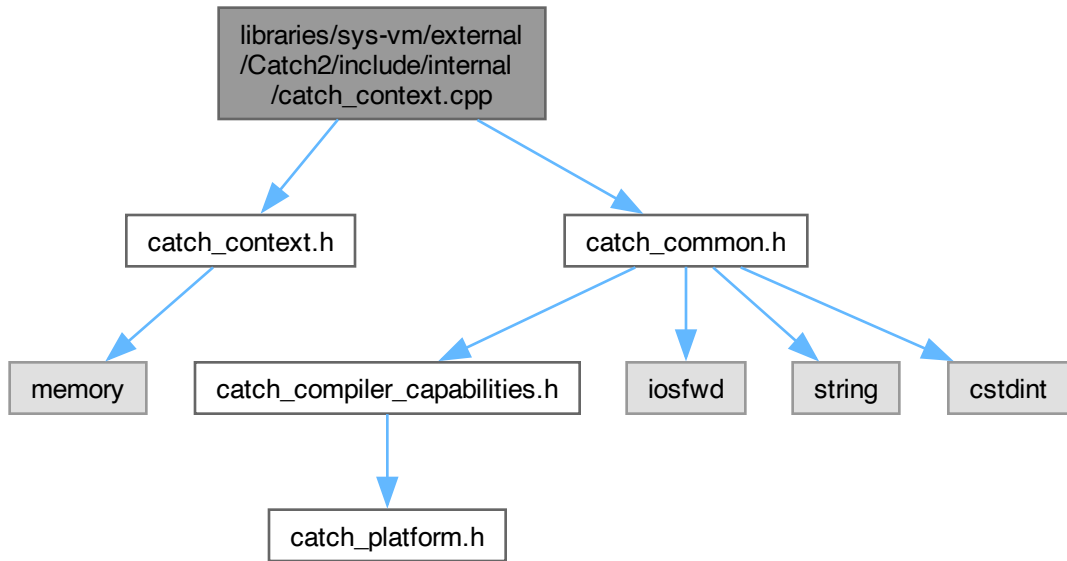 libraries/sys-vm/external
/Catch2/include/internal
/catch_context.cpp
catch_context.h
catch_common.h
memory
catch_compiler_capabilities.h
iosfwd
string
cstdint
catch_platform.h